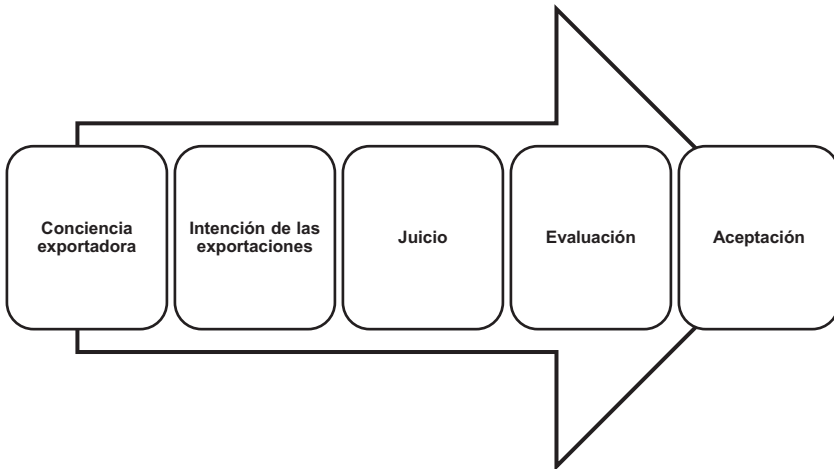 Conciencia
exportadora
Intención de las
exportaciones
Juicio
Evaluación
Aceptación